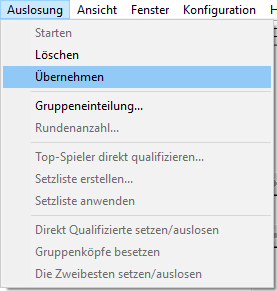 Auslosung Ansicht Fenster Konfiguration
Starten
Löschen
Übernehmen
Gruppeneinteilung...
Rundenanzahl...
Top-Spieler direkt qualifizieren...
Setzliste erstellen...
Setzliste anwenden
Direkt Qualifizierte setzen/auslosen
Gruppenköpfe besetzen
Die Zweibesten setzen/auslosen